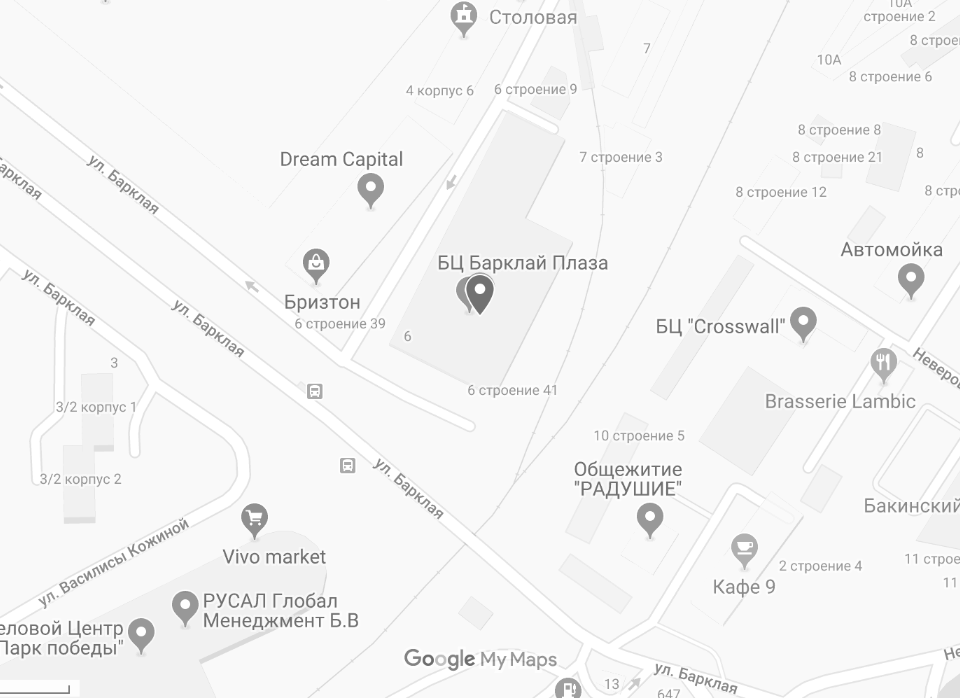 Столовая
10А
строение 2
7
8 строе
10А
8 строение 6
4 корпус 6
6 строение 9
8 строение 8
ул. Барклая
Dream Capital
7 строение 3
8 строение 21
8
Барклая
8 строение 12
8 стро
БЦ Барклай Плаза
Автомойка
ул. Барклая
Бризтон
6 строение 39
ул. Барклая
6
БЦ "Crosswall"
Неверо
3
6 строение 41
Brasserie Lambic
3/2 корпус 1
10 строение 5
3/2 корпус 2
ул. Барклая
Общежитие
"РАДУШИЕ"
Бакинский
ул. Василисы Кожиной
Vivo market
Кафе 9
2 строение 4
11 строе
11
РУСАЛ Глобал
Менеджмент Б.В
еловой Центр
Парк победы"
Google My Maps
ул. Барклая
Не
13
647